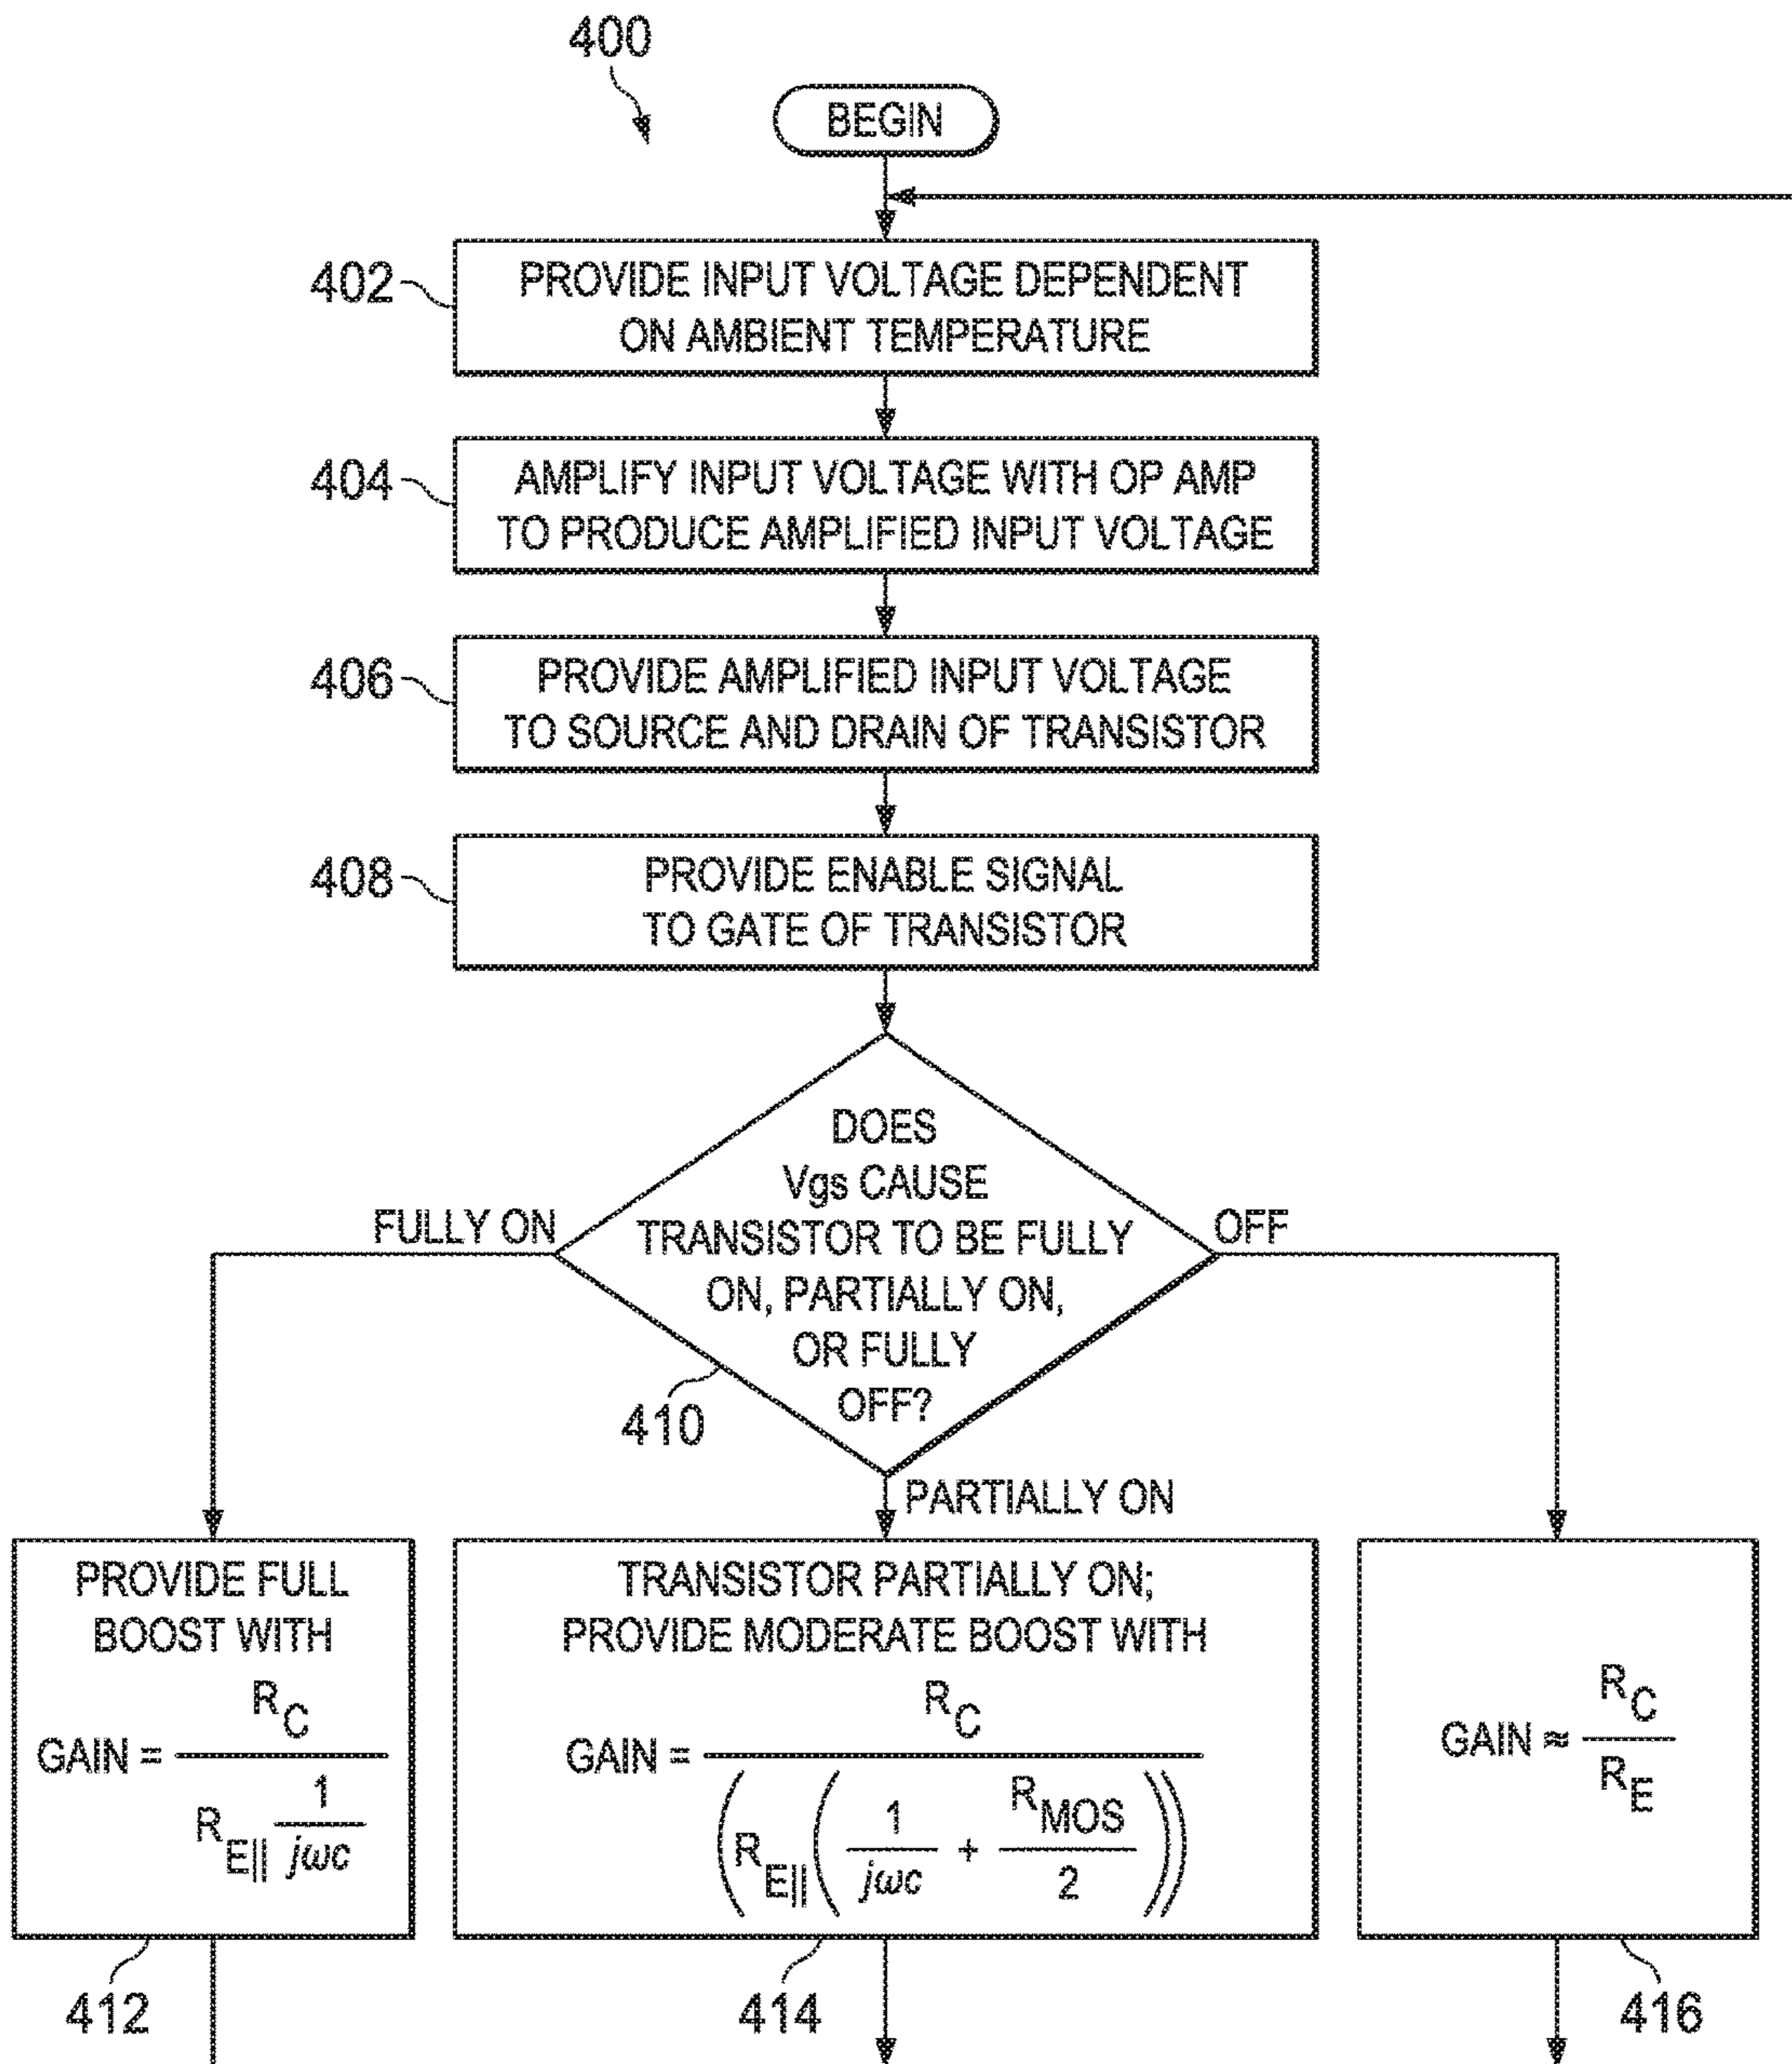 400
BEGIN
402
PROVIDE INPUT VOLTAGE DEPENDENT
ON AMBIENT TEMPERATURE
404
AMPLIFY INPUT VOLTAGE WITH OP AMP
TO PRODUCE AMPLIFIED INPUT VOLTAGE
406
PROVIDE AMPLIFIED INPUT VOLTAGE
TO SOURCE AND DRAIN OF TRANSISTOR
408
PROVIDE ENABLE SIGNAL
TO GATE OF TRANSISTOR
DOES
Vgs CAUSE
TRANSISTOR TO BE FULLY
ON, PARTIALLY ON,
OR FULLY
OFF?
410
FULLY ON
OFF
PARTIALLY ON
PROVIDE FULL
BOOST WITH
GAIN = R_C / (R_E|| 1/jωc)
412
TRANSISTOR PARTIALLY ON;
PROVIDE MODERATE BOOST WITH
GAIN = R_C / (R_E|| (1/jωc + R_MOS/2))
414
GAIN ≈ R_C / R_E
416